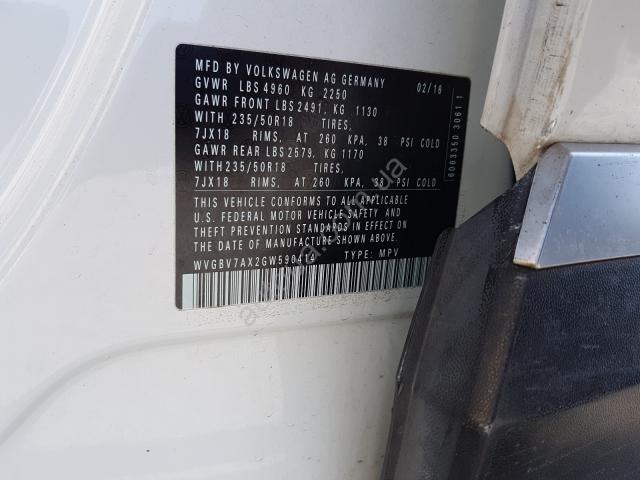 MFD BY VOLKSWAGEN AG GERMANY 02/16
GVWR LBS 4960 KG 2250
GAWR FRONT LBS 2491, KG 1130
WITH 235/50R18 TIRES,
7JX18 RIMS, AT 260 KPA, 38 PSI COLD
GAWR REAR LBS 2579, KG 1170
WITH 235/50R18 TIRES,
7JX18 RIMS, AT 260 KPA, 38 PSI COLD
THIS VEHICLE CONFORMS TO ALL APPLICABLE
U.S. FEDERAL MOTOR VEHICLE SAFETY AND
THEFT PREVENTION STANDARDS IN EFFECT ON
THE DATE OF MANUFACTURE SHOWN ABOVE.
WVGBV7AX2GW590414 TYPE: MPV
6063350 30611